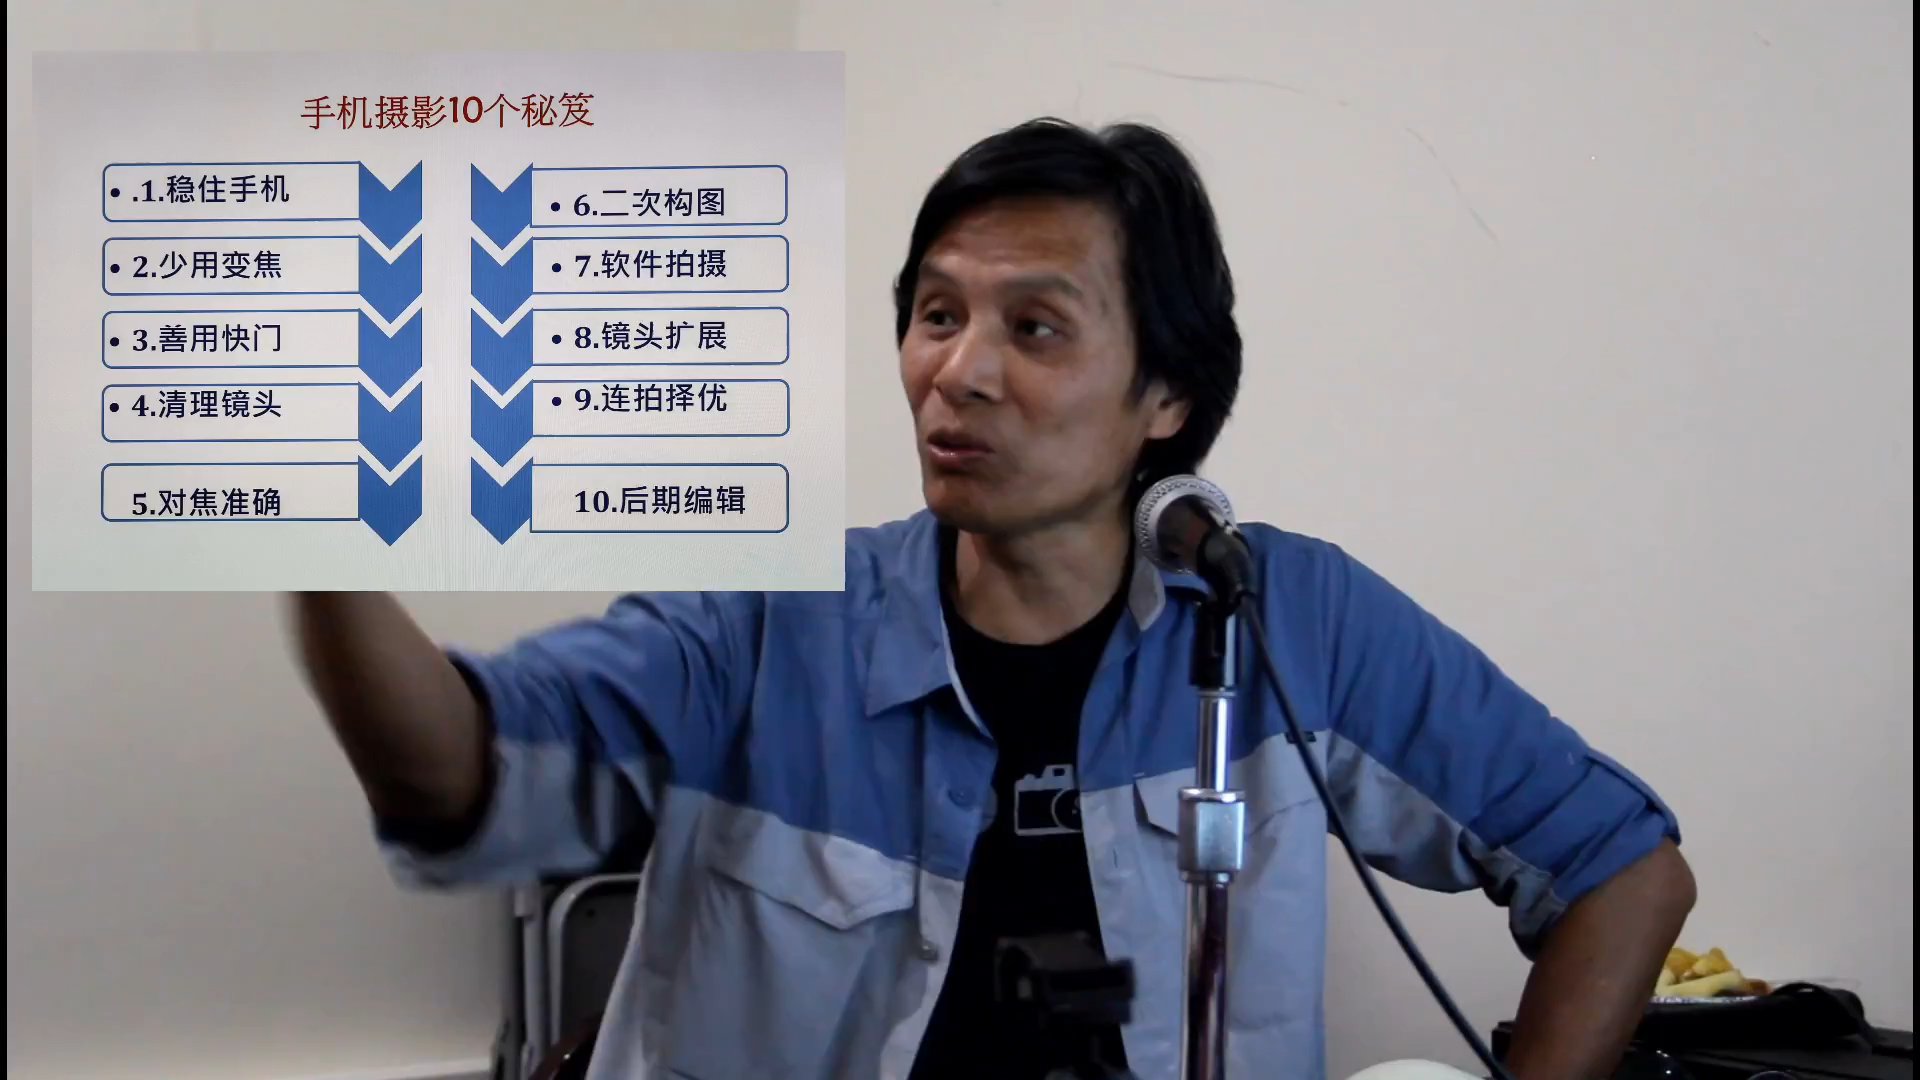 手机摄影10个秘笈
• .1.稳住手机
• 2.少用变焦
• 3.善用快门
• 4.清理镜头
5.对焦准确
• 6.二次构图
• 7.软件拍摄
• 8.镜头扩展
• 9.连拍择优
10.后期编辑